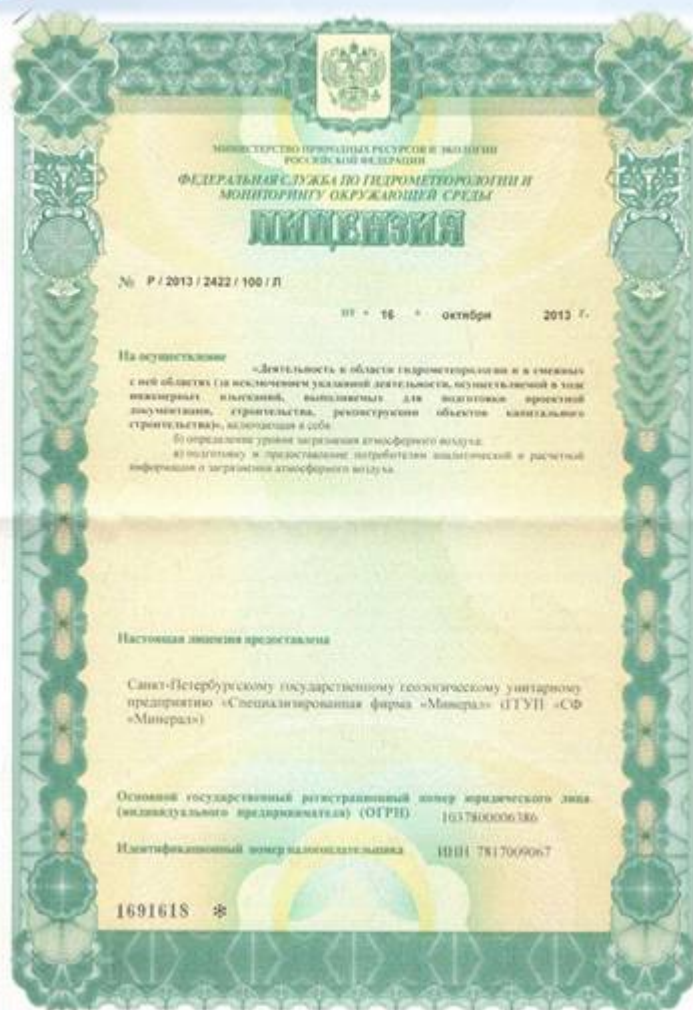 МИНИСТЕРСТВО ПРИРОДНЫХ РЕСУРСОВ И ЭКОЛОГИИ
РОССИЙСКОЙ ФЕДЕРАЦИИ
ФЕДЕРАЛЬНАЯ СЛУЖБА ПО ГИДРОМЕТЕОРОЛОГИИ И
МОНИТОРИНГУ ОКРУЖАЮЩЕЙ СРЕДЫ
ЛИЦЕНЗИЯ
№ Р / 2013 / 2422 / 100 / Л
от « 16 » октября 2013 г.
На осуществление
«Деятельность в области гидрометеорологии и в смежных
с ней областях (за исключением указанной деятельности, осуществляемой в ходе
инженерных изысканий, выполняемых для подготовки проектной
документации, строительства, реконструкции объектов капитального
строительства)», включающая в себя:
б) определение уровня загрязнения атмосферного воздуха;
в) подготовку и предоставление потребителям аналитической и расчетной
информации о загрязнении атмосферного воздуха.
Настоящая лицензия предоставлена
Санкт-Петербургскому государственному геологическому унитарному
предприятию «Специализированная фирма «Минерал» (ГГУП «СФ
«Минерал»)
Основной государственный регистрационный номер юридического лица
(индивидуального предпринимателя) (ОГРН) 1037800006386
Идентификационный номер налогоплательщика ИНН 7817009067
1691618 *